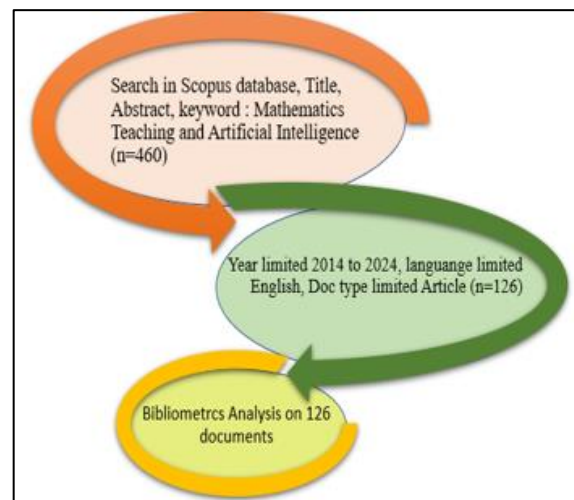 Search in Scopus database, Title,
Abstract, keyword : Mathematics
Teaching and Artificial Intelligence
(n=460)
Year limited 2014 to 2024, languange limited
English, Doc type limited Article (n=126)
Bibliometrcs Analysis on 126
documents